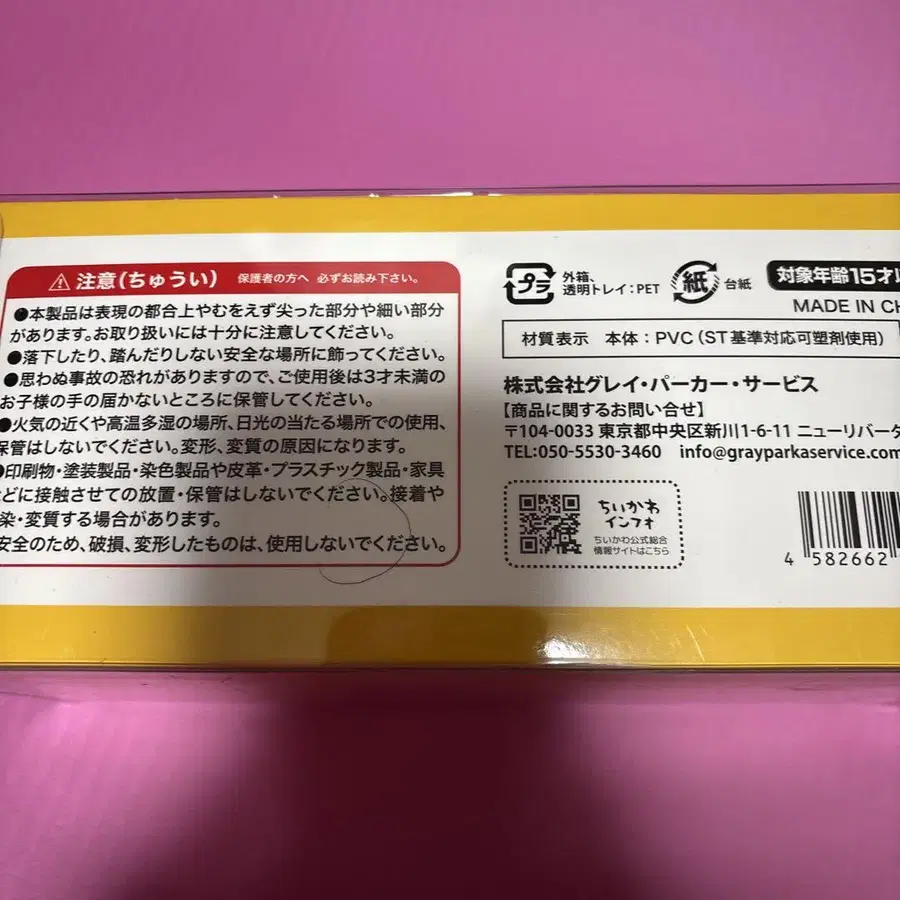 注意(ちゅうい) 保護者の方へ 必ずお読み下さい。
●本製品は表現の都合上やむをえず尖った部分や細い部分
があります。お取り扱いには十分に注意してください。
●落下したり、踏んだりしない安全な場所に飾ってください。
●思わぬ事故の恐れがありますので、ご使用後は3才未満の
お子様の手の届かないところに保管してください。
●火気の近くや高温多湿の場所、日光の当たる場所での使用、
保管はしないでください。変形、変質の原因になります。
●印刷物・塗装製品・染色製品や皮革・プラスチック製品・家具
などに接触させての放置・保管はしないでください。接着や
染・変質する場合があります。
安全のため、破損、変形したものは、使用しないでください。
プラ 外箱、
透明トレイ:PET
紙 台紙
対象年齢15才
MADE IN
材質表示 本体:PVC(ST基準対応可塑剤使用)
株式会社グレイ・パーカー・サービス
【商品に関するお問い合せ】
〒104-0033 東京都中央区新川1-6-11 ニューリバータ
TEL:050-5530-3460 info@grayparkaservice.com
ちいかわ
インフォ
ちいかわ公式総合
情報サイトはこちら
4 582662